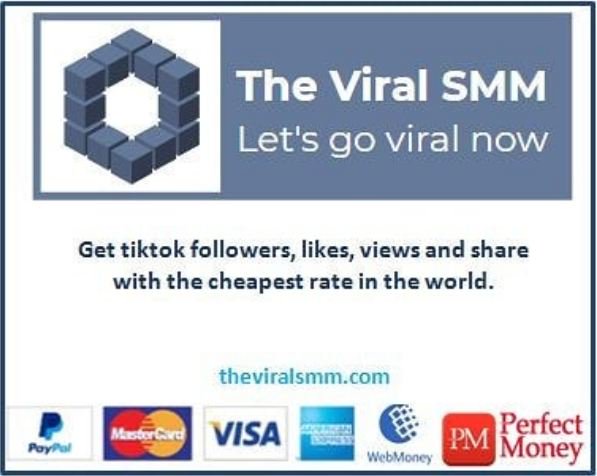 The Viral SMM
Let's go viral now
Get tiktok followers, likes, views and share
with the cheapest rate in the world.
theviralsmm.com
PayPal
MasterCard
VISA
AMERICAN
EXPRESS
WebMoney
PM
Perfect
Money